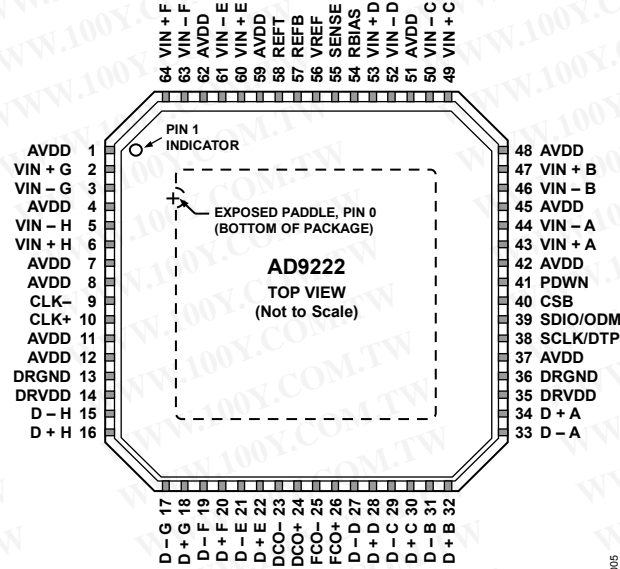 64 VIN + F
63 VIN – F
62 AVDD
61 VIN – E
60 VIN + E
59 AVDD
58 REFT
57 REFB
56 VREF
55 SENSE
54 RBIAS
53 VIN + D
52 VIN – D
51 AVDD
50 VIN – C
49 VIN + C
PIN 1
INDICATOR
AVDD 1
VIN + G 2
VIN – G 3
AVDD 4
VIN – H 5
VIN + H 6
AVDD 7
AVDD 8
CLK– 9
CLK+ 10
AVDD 11
AVDD 12
DRGND 13
DRVDD 14
D – H 15
D + H 16
EXPOSED PADDLE, PIN 0
(BOTTOM OF PACKAGE)
AD9222
TOP VIEW
(Not to Scale)
48 AVDD
47 VIN + B
46 VIN – B
45 AVDD
44 VIN – A
43 VIN + A
42 AVDD
41 PDWN
40 CSB
39 SDIO/ODM
38 SCLK/DTP
37 AVDD
36 DRGND
35 DRVDD
34 D + A
33 D – A
D – G 17
D + G 18
D – F 19
D + F 20
D – E 21
D + E 22
DCO– 23
DCO+ 24
FCO– 25
FCO+ 26
D – D 27
D + D 28
D – C 29
D + C 30
D – B 31
D + B 32
WWW.100Y.COM.TW